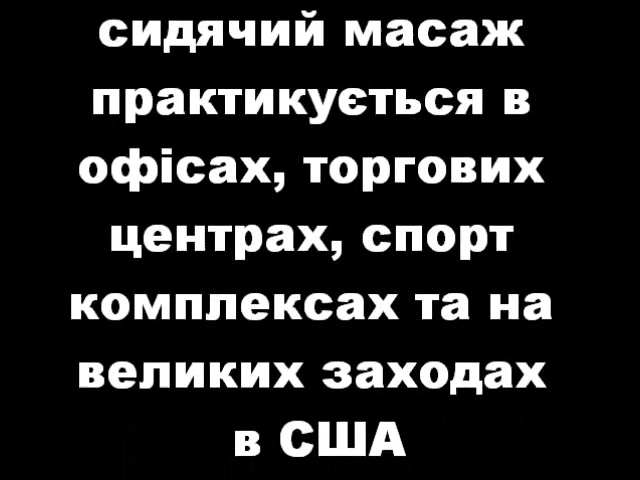 сидячий масаж
практикується в
офісах, торгових
центрах, спорт
комплексах та на
великих заходах
в США